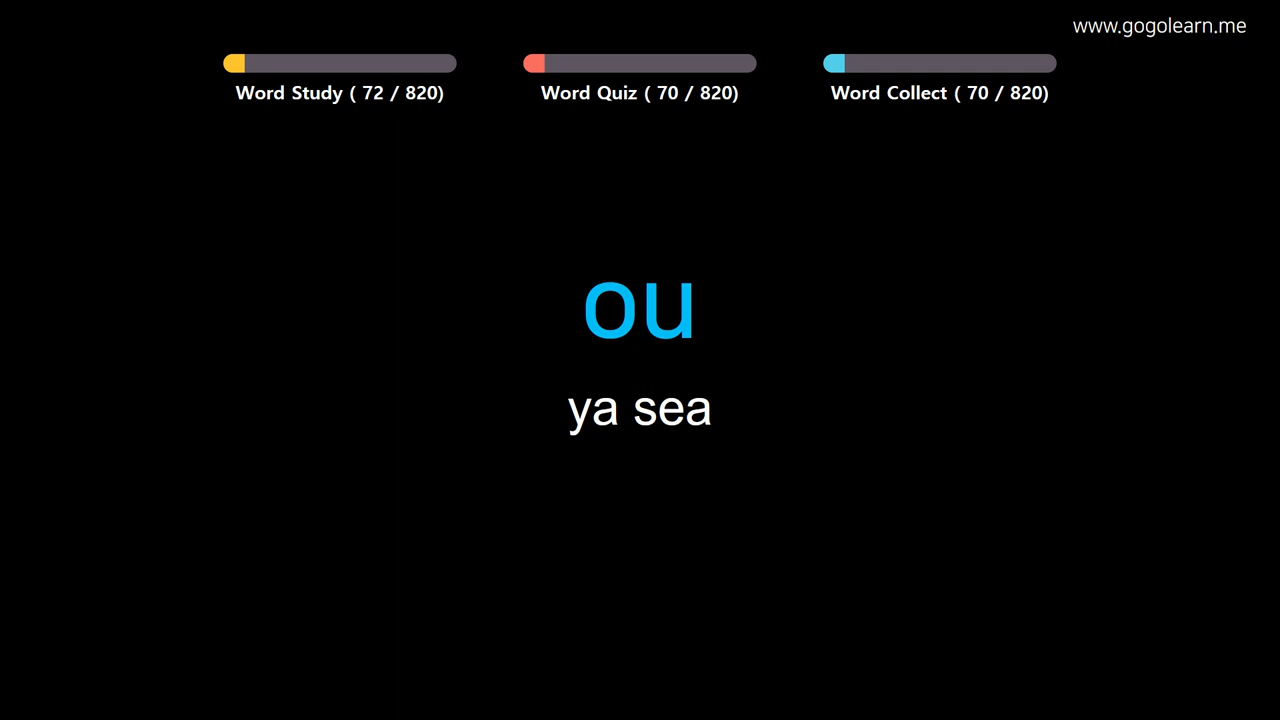 www.gogolearn.me
Word Study ( 72 / 820)
Word Quiz ( 70 / 820)
Word Collect ( 70 / 820)
ou
ya sea